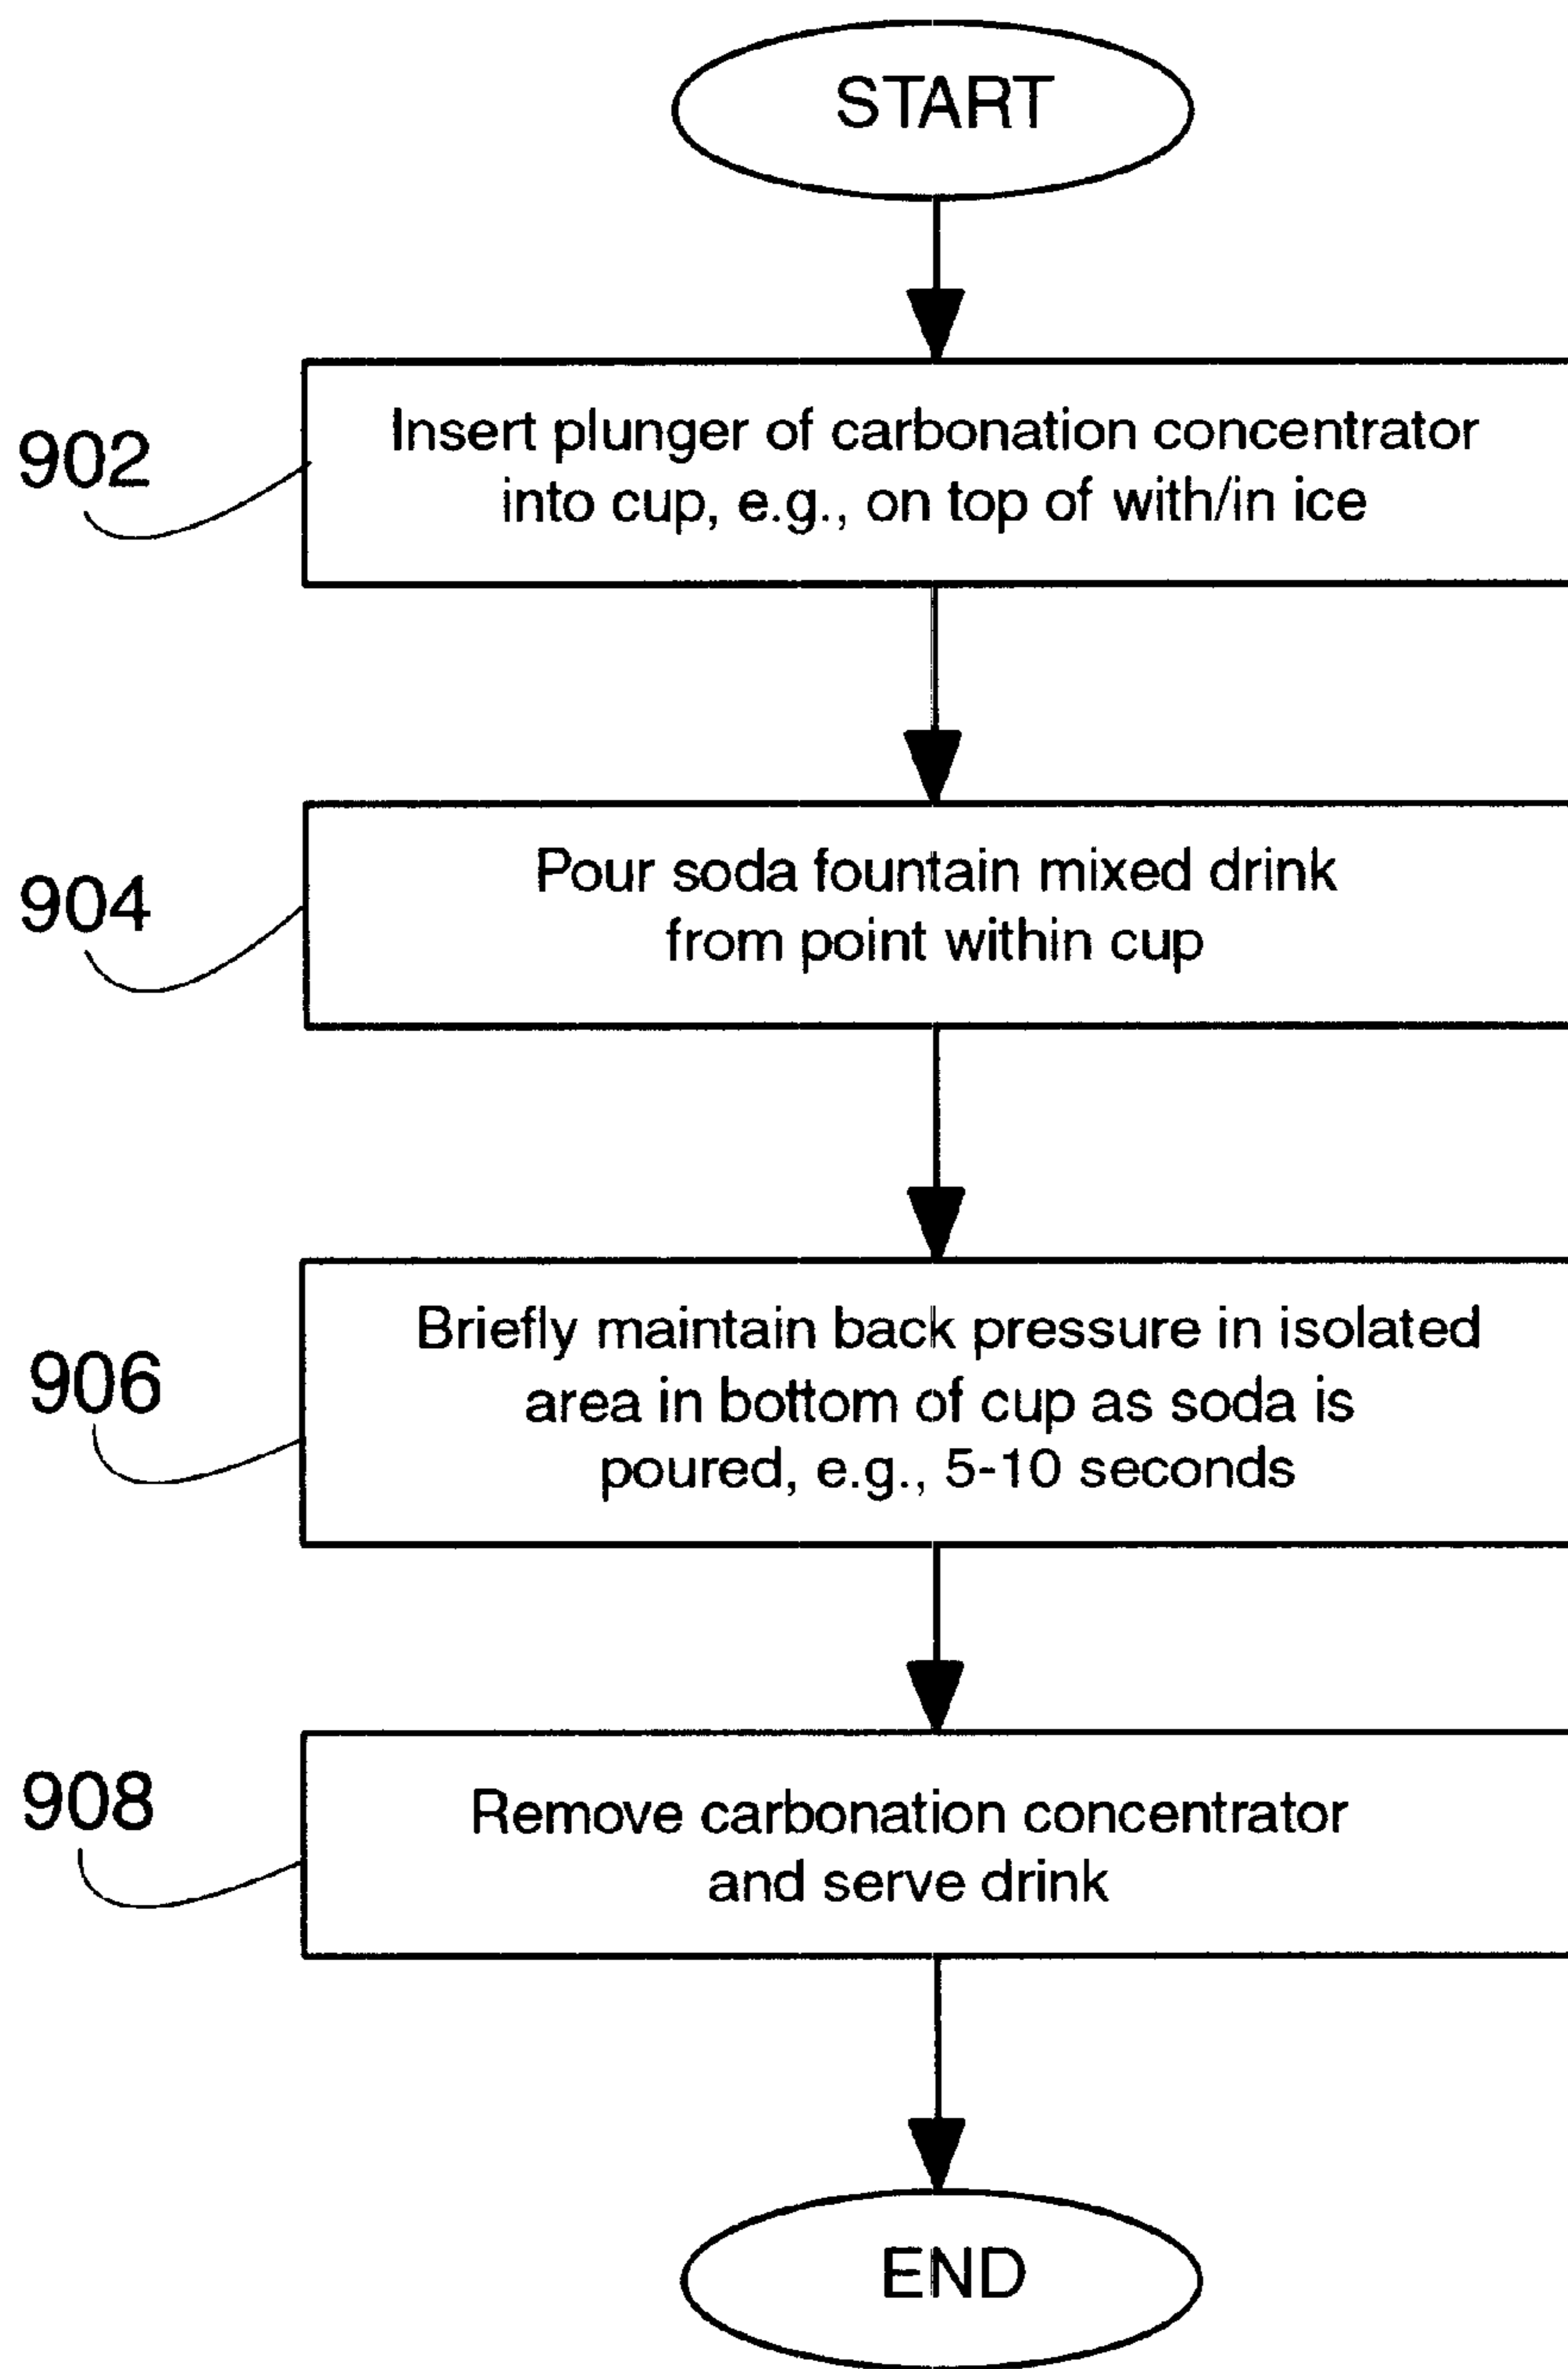 START
902
Insert plunger of carbonation concentrator
into cup, e.g., on top of with/in ice
904
Pour soda fountain mixed drink
from point within cup
906
Briefly maintain back pressure in isolated
area in bottom of cup as soda is
poured, e.g., 5-10 seconds
908
Remove carbonation concentrator
and serve drink
END